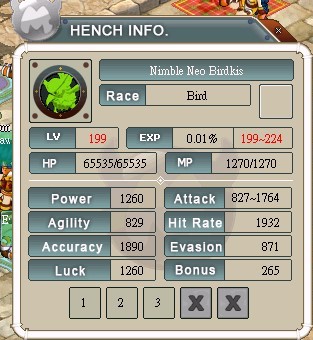 HENCH INFO.
Nimble Neo Birdkis
Race Bird
LV 199 EXP 0.01% 199~224
HP 65535/65535 MP 1270/1270
Power 1260 Attack 827~1764
Agility 829 Hit Rate 1932
Accuracy 1890 Evasion 871
Luck 1260 Bonus 265
1 2 3 X X